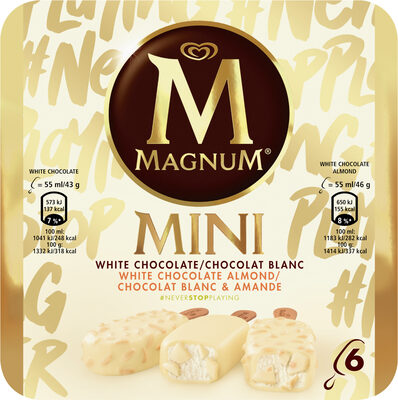 M
MAGNUM®
MINI
WHITE CHOCOLATE/CHOCOLAT BLANC
WHITE CHOCOLATE ALMOND/
CHOCOLAT BLANC & AMANDE
#NEVERSTOPPLAYING
WHITE CHOCOLATE
= 55 ml/43 g
573 kJ
137 kcal
7 %*
100 ml:
1041 kJ/248 kcal
100 g:
1332 kJ/318 kcal
WHITE CHOCOLATE
ALMOND
= 55 ml/46 g
650 kJ
155 kcal
8 %*
100 ml:
1183 kJ/282 kcal
100 g:
1414 kJ/337 kcal
6